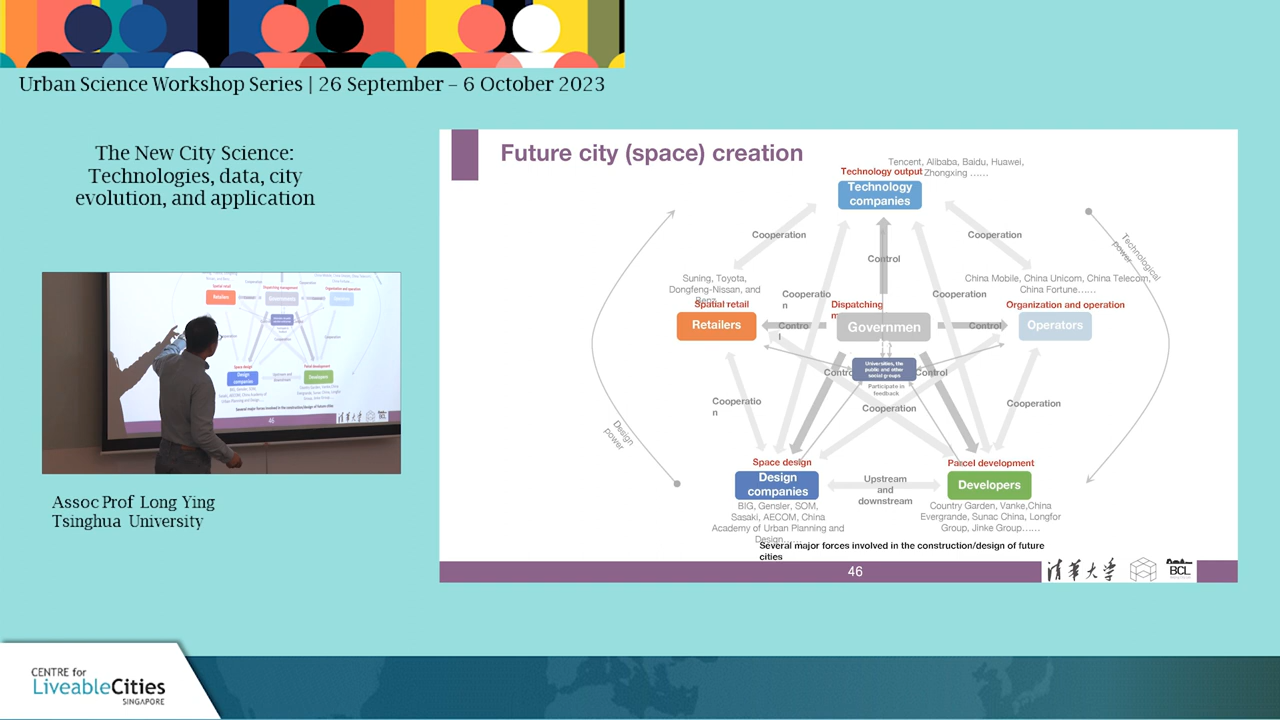 Urban Science Workshop Series | 26 September – 6 October 2023
The New City Science:
Technologies, data, city
evolution, and application
Assoc Prof Long Ying
Tsinghua University
Future city (space) creation
Tencent, Alibaba, Baidu, Huawei,
Zhongxing ……
Technology output
Technology
companies
Cooperation
Cooperation
Control
Technological
power
Suning, Toyota,
Dongfeng-Nissan, and
Benz
China Mobile, China Unicom, China Telecom,
China Fortune……
Cooperatio
n
Cooperation
Spatial retail
Dispatching
m
Organization and operation
Retailers
Contro
l
Governmen
Control
Operators
Universities, the
public and other
social groups
Contro
Control
Participate in
feedback
Cooperatio
n
Cooperation
Cooperation
Design
power
Space design
Parcel development
Design
companies
Upstream
and
downstream
Developers
BIG, Gensler, SOM,
Sasaki, AECOM, China
Academy of Urban Planning and
Design……
Country Garden, Vanke,China
Evergrande, Sunac China, Longfor
Group, Jinke Group……
Several major forces involved in the construction/design of future
cities
46
清华大学
BCL
CENTRE for
LiveableCities
SINGAPORE